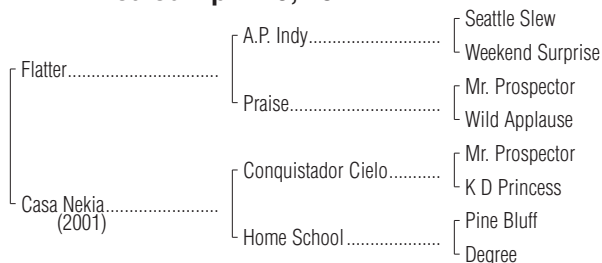 Seattle Slew
A.P. Indy
Weekend Surprise
Flatter
Mr. Prospector
Praise
Wild Applause
Mr. Prospector
Conquistador Cielo
K D Princess
Casa Nekia
(2001)
Pine Bluff
Home School
Degree